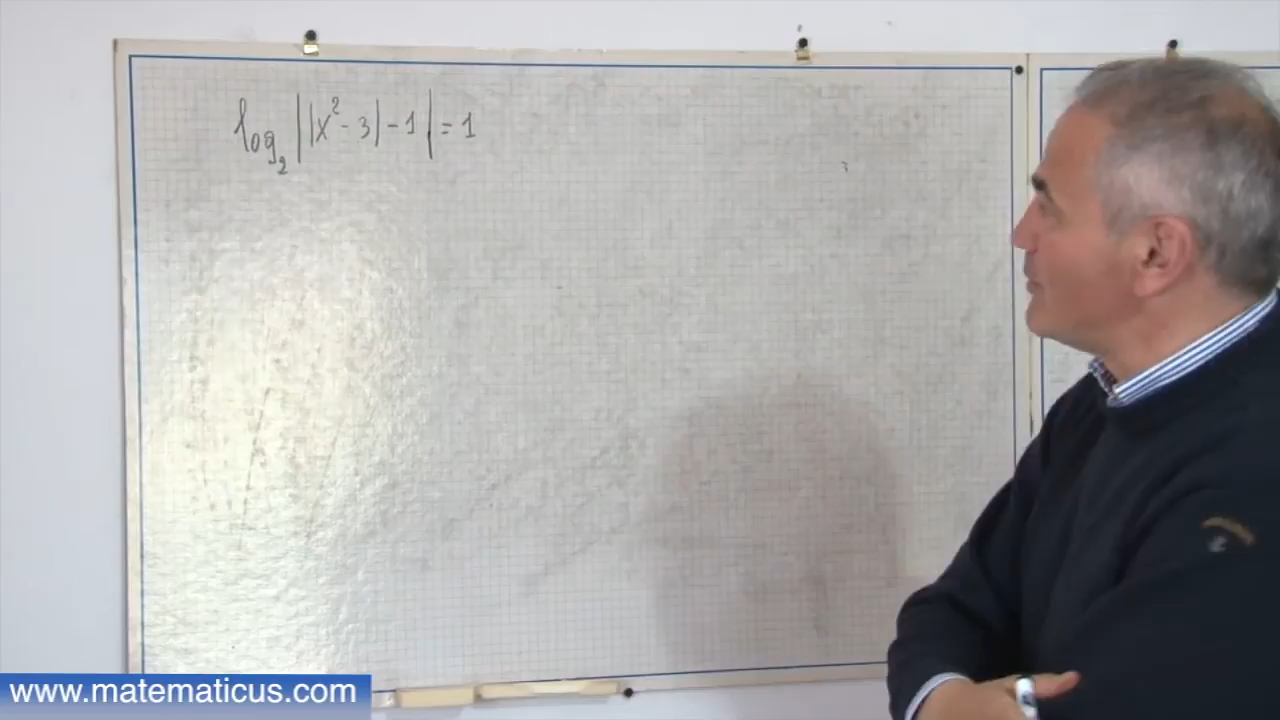 log₂ ||x² - 3| - 1| = 1
www.matematicus.com